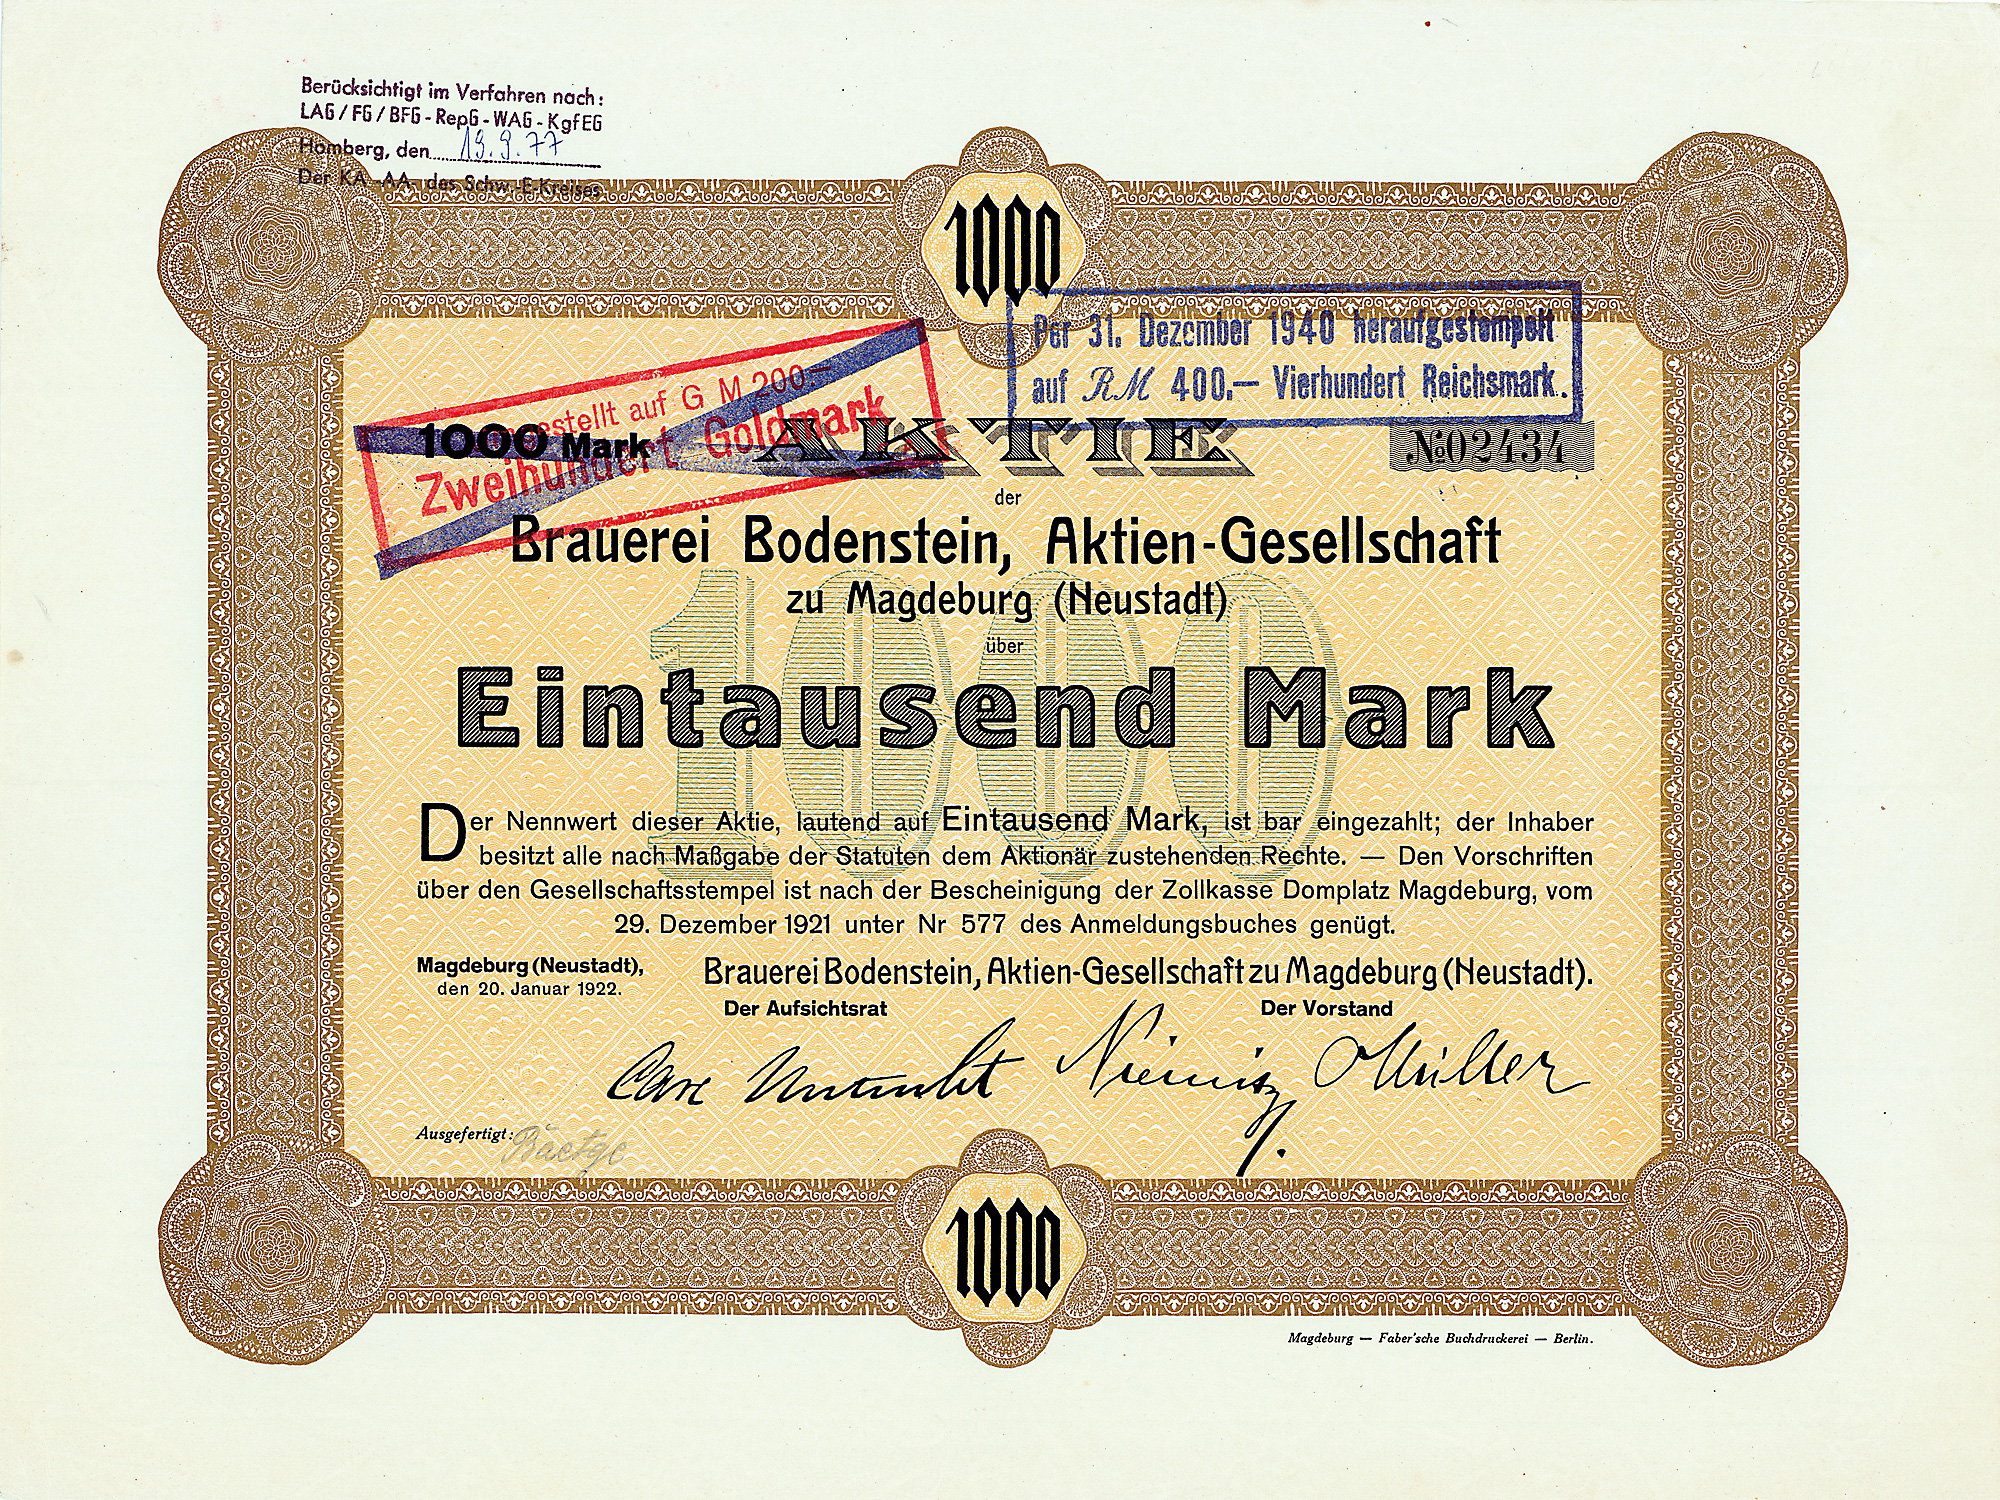 Berücksichtigt im Verfahren nach:
LAG / FG / BFG - RepG - WAG - KgfEG
Homberg, den 19.9.77
Der KA -AA- des Schw.-E-Kreises
1000
Per 31. Dezember 1940 heraufgestempelt
auf RM 400.— Vierhundert Reichsmark.
auf G M 200.–
Zweihundert Goldmark
1000 Mark
AKTIE
№02434
der
Brauerei Bodenstein, Aktien-Gesellschaft
zu Magdeburg (Neustadt)
über
Eintausend Mark
1000
Der Nennwert dieser Aktie, lautend auf Eintausend Mark, ist bar eingezahlt; der Inhaber
besitzt alle nach Maßgabe der Statuten dem Aktionär zustehenden Rechte. — Den Vorschriften
über den Gesellschaftsstempel ist nach der Bescheinigung der Zollkasse Domplatz Magdeburg, vom
29. Dezember 1921 unter Nr 577 des Anmeldungsbuches genügt.
Magdeburg (Neustadt),
den 20. Januar 1922.
Brauerei Bodenstein, Aktien-Gesellschaft zu Magdeburg (Neustadt).
Der Aufsichtsrat
Der Vorstand
Carl
Müller
Ausgefertigt:
1000
Magdeburg — Faber'sche Buchdruckerei — Berlin.